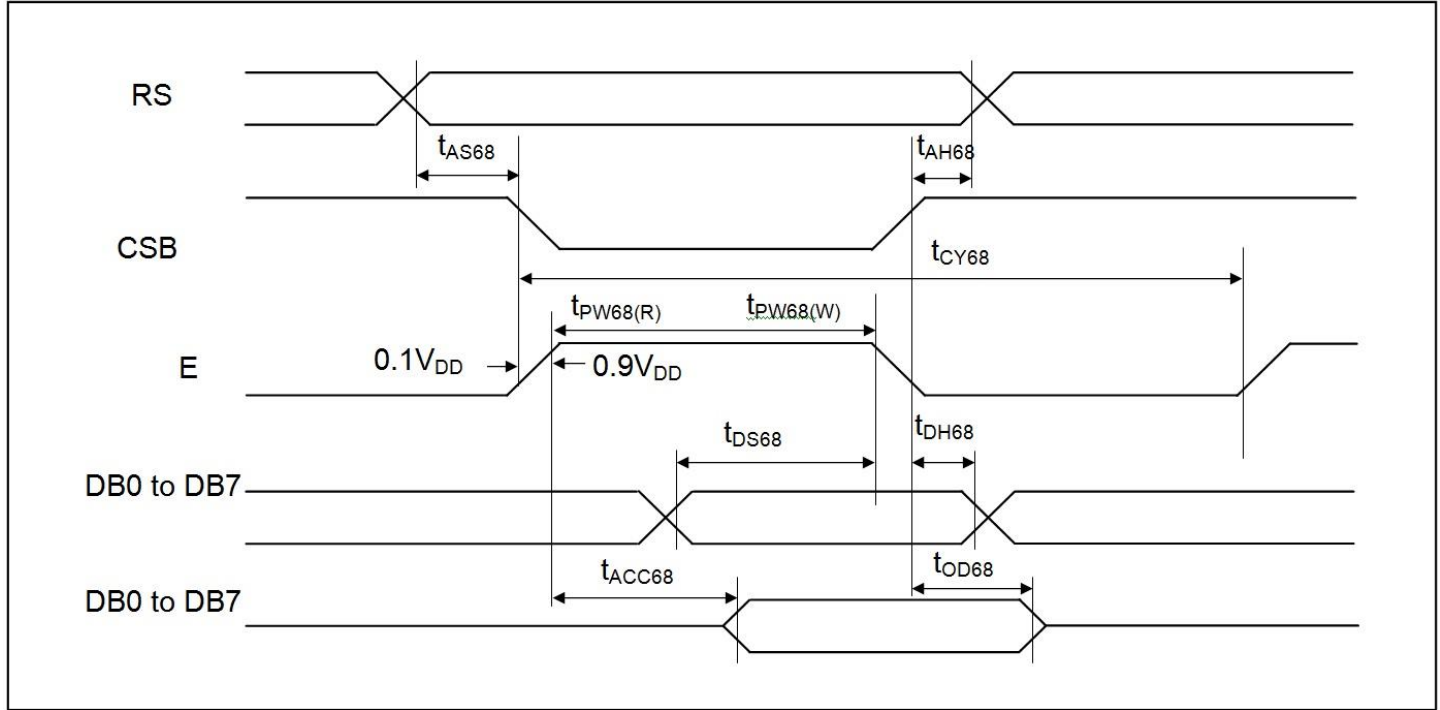 RS
tAS68
tAH68
CSB
tCY68
tPW68(R)
tPW68(W)
E
0.1VDD
0.9VDD
tDS68
tDH68
DB0 to DB7
tACC68
tOD68
DB0 to DB7